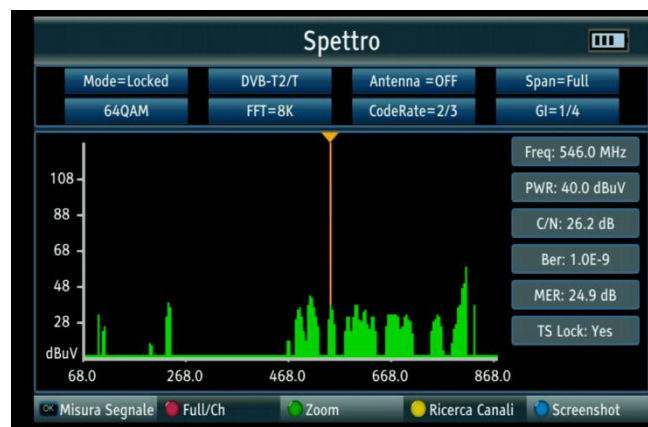 Spettro
Mode=Locked DVB-T2/T Antenna =OFF Span=Full
64QAM FFT=8K CodeRate=2/3 GI=1/4
Freq: 546.0 MHz
PWR: 40.0 dBuV
C/N: 26.2 dB
Ber: 1.0E-9
MER: 24.9 dB
TS Lock: Yes
108
88
68
48
28
dBuV
68.0 268.0 468.0 668.0 868.0
OK Misura Segnale Full/Ch Zoom Ricerca Canali Screenshot